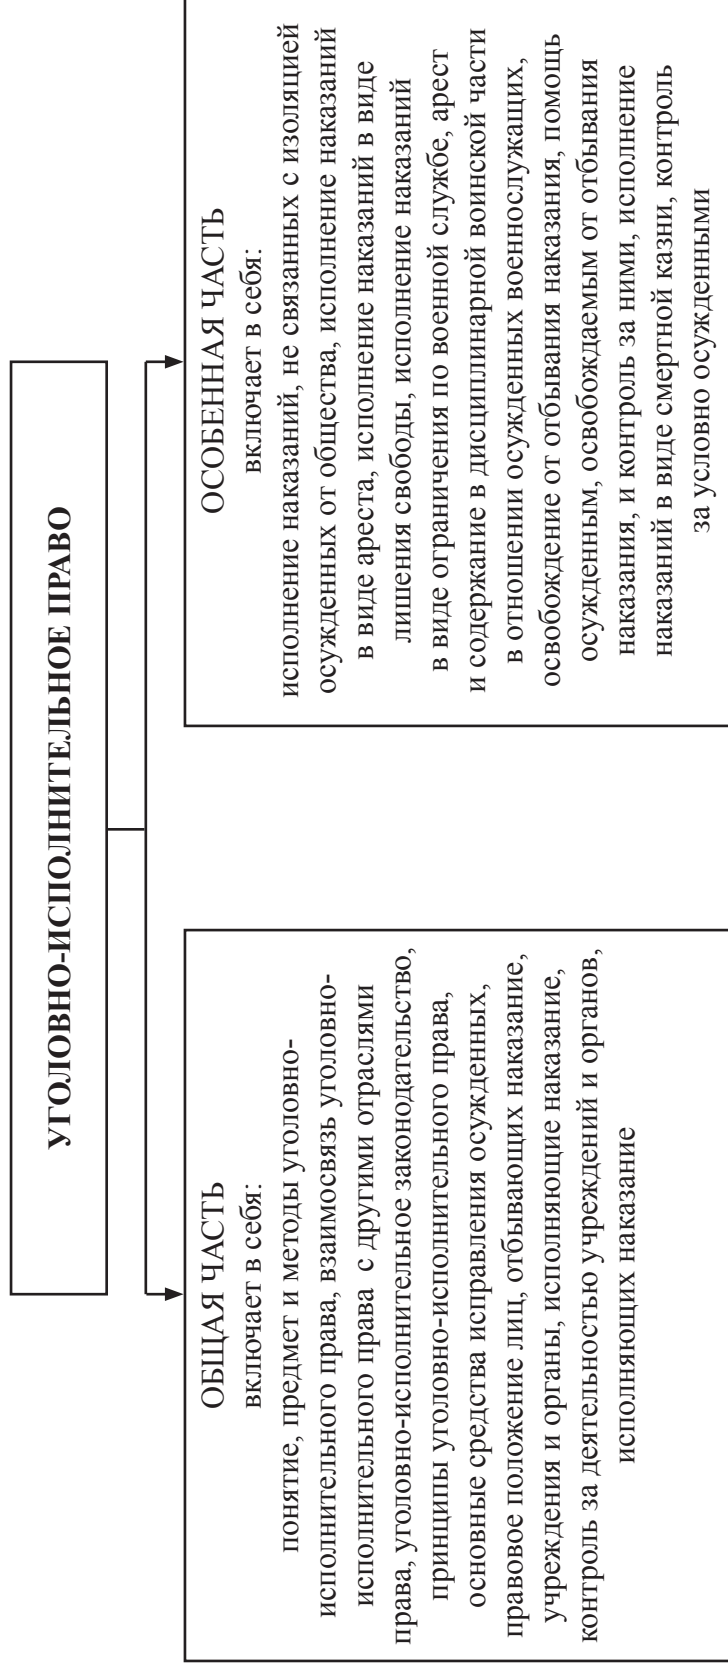 УГОЛОВНО-ИСПОЛНИТЕЛЬНОЕ ПРАВО
ОБЩАЯ ЧАСТЬ
включает в себя:
понятие, предмет и методы уголовно-
исполнительного права, взаимосвязь уголовно-
исполнительного права с другими отраслями
права, уголовно-исполнительное законодательство,
принципы уголовно-исполнительного права,
основные средства исправления осужденных,
правовое положение лиц, отбывающих наказание,
учреждения и органы, исполняющие наказание,
контроль за деятельностью учреждений и органов,
исполняющих наказание
ОСОБЕННАЯ ЧАСТЬ
включает в себя:
исполнение наказаний, не связанных с изоляцией
осужденных от общества, исполнение наказаний
в виде ареста, исполнение наказаний в виде
лишения свободы, исполнение наказаний
в виде ограничения по военной службе, арест
и содержание в дисциплинарной воинской части
в отношении осужденных военнослужащих,
освобождение от отбывания наказания, помощь
осужденным, освобождаемым от отбывания
наказания, и контроль за ними, исполнение
наказаний в виде смертной казни, контроль
за условно осужденными